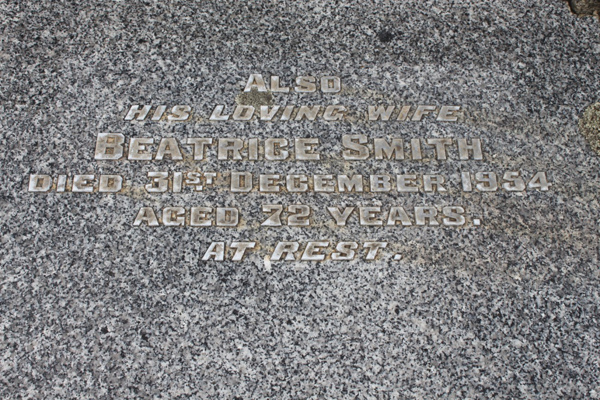 ALSO
HIS LOVING WIFE
BEATRICE SMITH.
DIED 31ST DECEMBER 1954
AGED 72 YEARS.
AT REST.